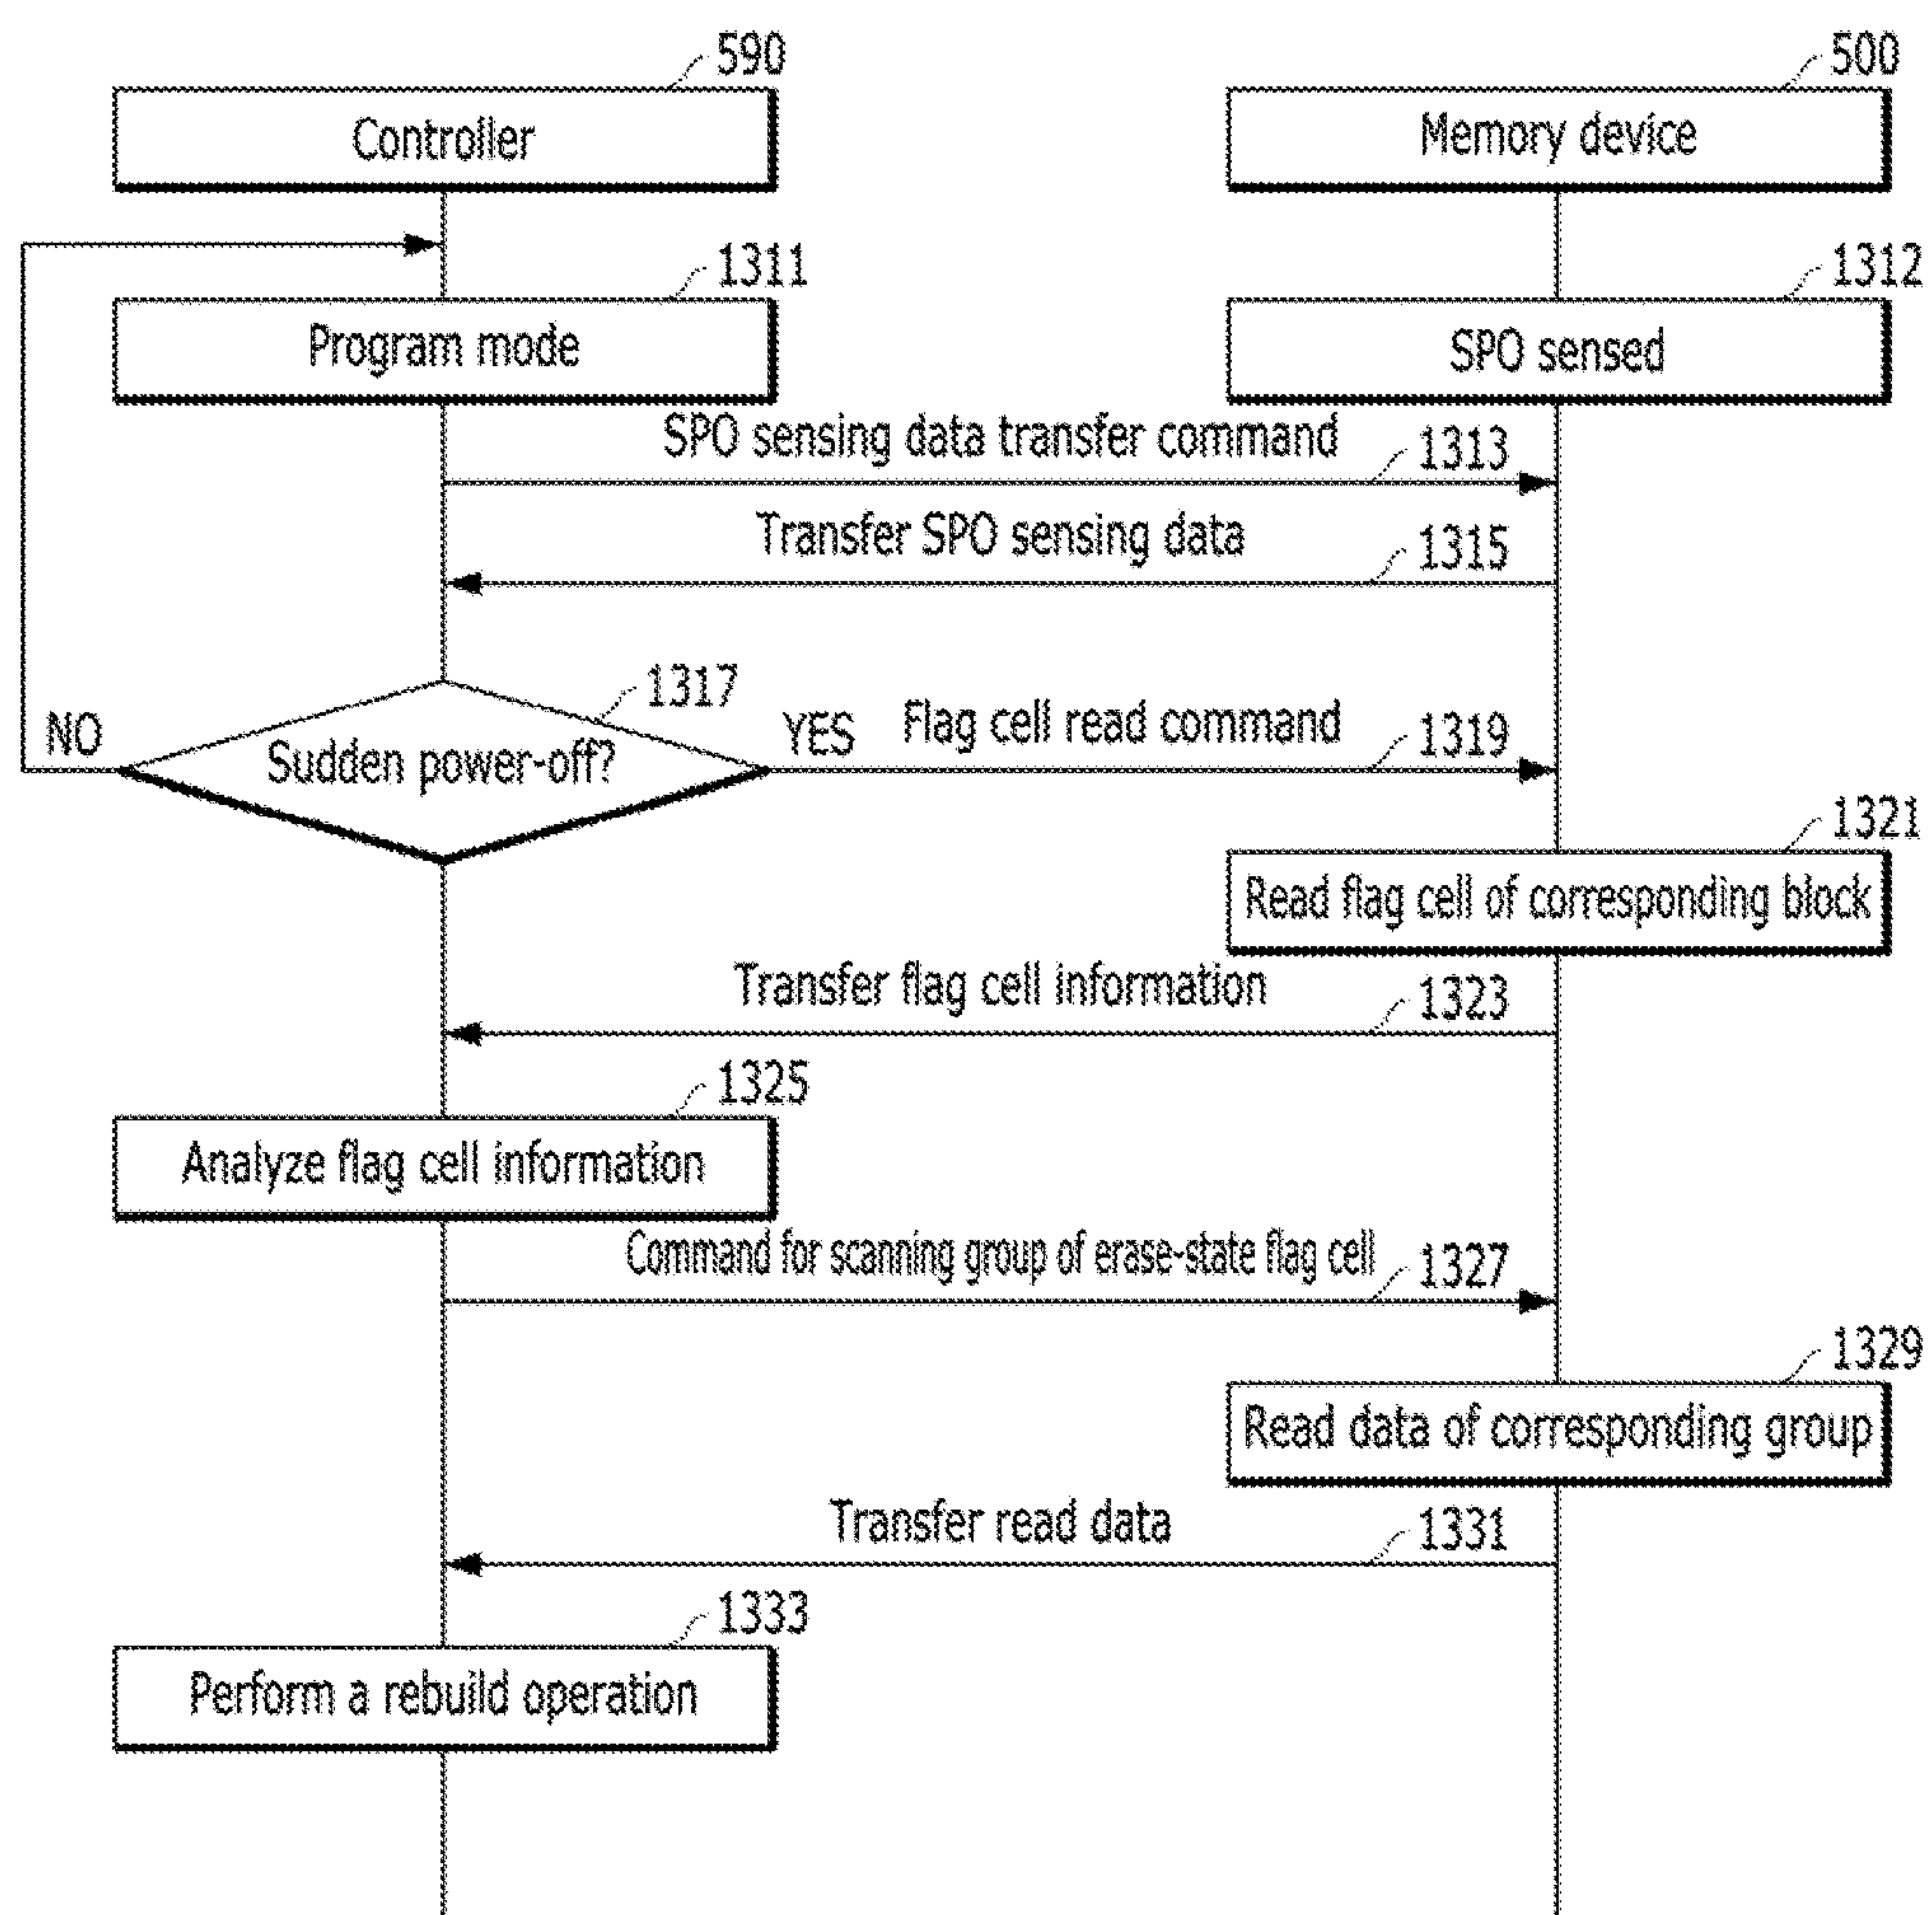 590
500
Controller
Memory device
1311
1312
Program mode
SPO sensed
SPO sensing data transfer command
1313
Transfer SPO sensing data
1315
1317
NO
Sudden power-off?
YES
Flag cell read command
1319
1321
Read flag cell of corresponding block
Transfer flag cell information
1323
1325
Analyze flag cell information
Command for scanning group of erase-state flag cell
1327
1329
Read data of corresponding group
Transfer read data
1331
1333
Perform a rebuild operation